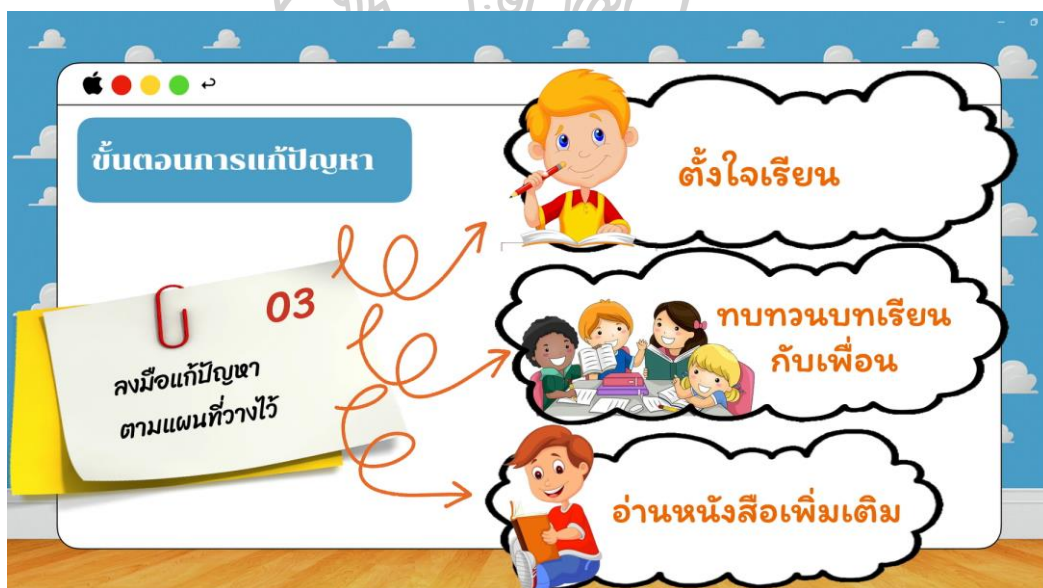 ขั้นตอนการแก้ปัญหา
03
ลงมือแก้ปัญหา
ตามแผนที่วางไว้
ตั้งใจเรียน
ทบทวนบทเรียน
กับเพื่อน
อ่านหนังสือเพิ่มเติม